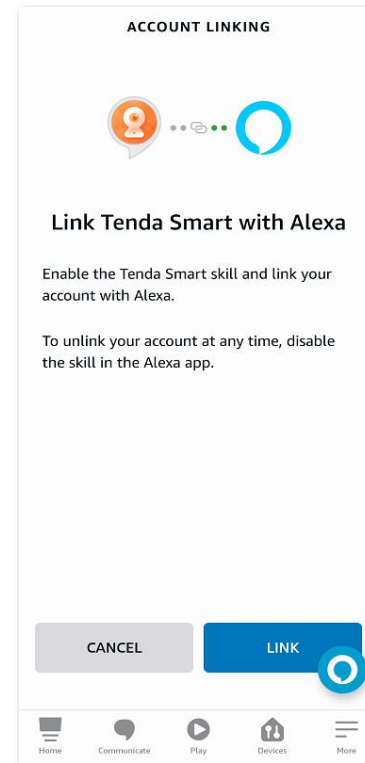 ACCOUNT LINKING
Link Tenda Smart with Alexa
Enable the Tenda Smart skill and link your
account with Alexa.
To unlink your account at any time, disable
the skill in the Alexa app.
CANCEL
LINK
Home
Communicate
Play
Devices
More